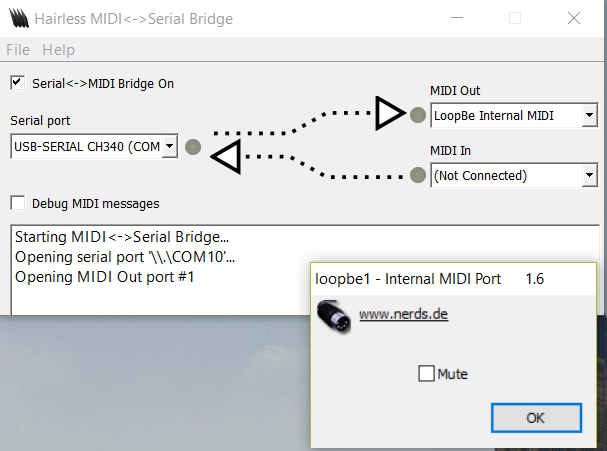 Hairless MIDI<->Serial Bridge
File Help
Serial<->MIDI Bridge On
MIDI Out
LoopBe Internal MIDI
Serial port
USB-SERIAL CH340 (COM
MIDI In
(Not Connected)
Debug MIDI messages
Starting MIDI<->Serial Bridge...
Opening serial port '\\.\COM10'...
Opening MIDI Out port #1
loopbe1 - Internal MIDI Port 1.6
www.nerds.de
Mute
OK